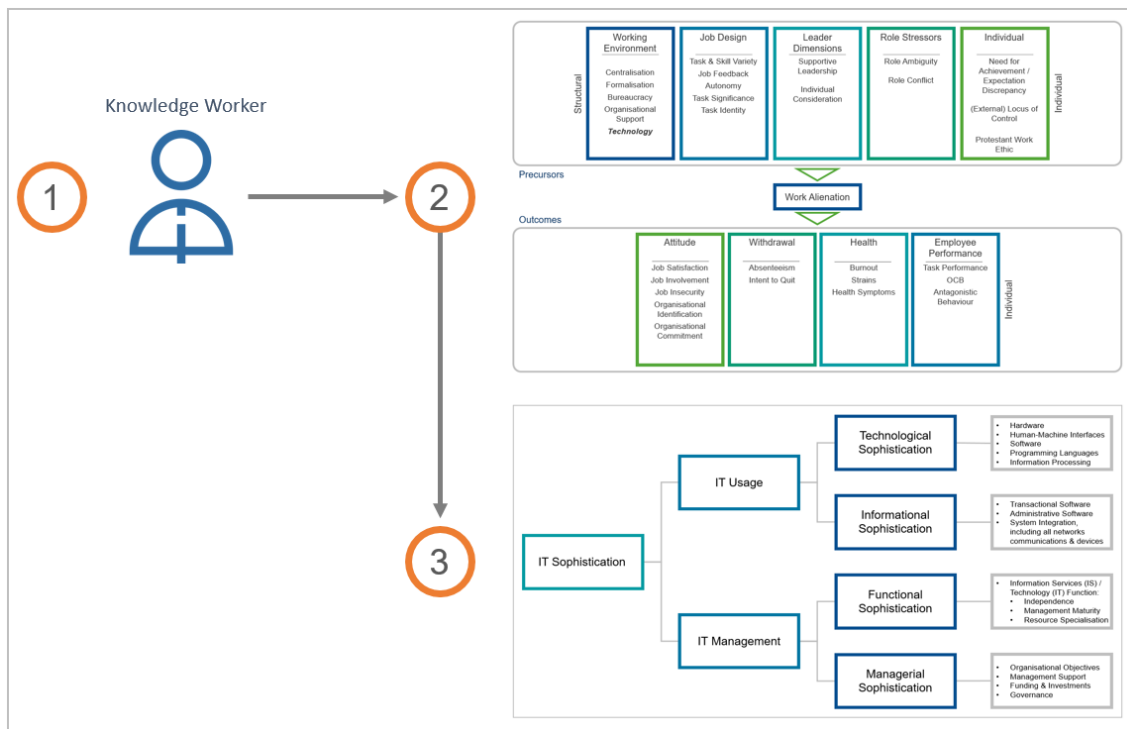 Knowledge Worker
1
2
3
Structural
Working
Environment
Centralisation
Formalisation
Bureaucracy
Organisational
Support
Technology
Job Design
Task & Skill Variety
Job Feedback
Autonomy
Task Significance
Task Identity
Leader
Dimensions
Supportive
Leadership
Individual
Consideration
Role Stressors
Role Ambiguity
Role Conflict
Individual
Need for
Achievement /
Expectation
Discrepancy
(External) Locus of
Control
Protestant Work
Ethic
Individual
Precursors
Work Alienation
Outcomes
Attitude
Job Satisfaction
Job Involvement
Job Insecurity
Organisational
Identification
Organisational
Commitment
Withdrawal
Absenteeism
Intent to Quit
Health
Burnout
Strains
Health Symptoms
Employee
Performance
Task Performance
OCB
Antagonistic
Behaviour
Individual
IT Sophistication
IT Usage
Technological
Sophistication
• Hardware
• Human-Machine Interfaces
• Software
• Programming Languages
• Information Processing
Informational
Sophistication
• Transactional Software
• Administrative Software
• System Integration,
including all networks
communications & devices
IT Management
Functional
Sophistication
• Information Services (IS) /
Technology (IT) Function:
• Independence
• Management Maturity
• Resource Specialisation
Managerial
Sophistication
• Organisational Objectives
• Management Support
• Funding & Investments
• Governance